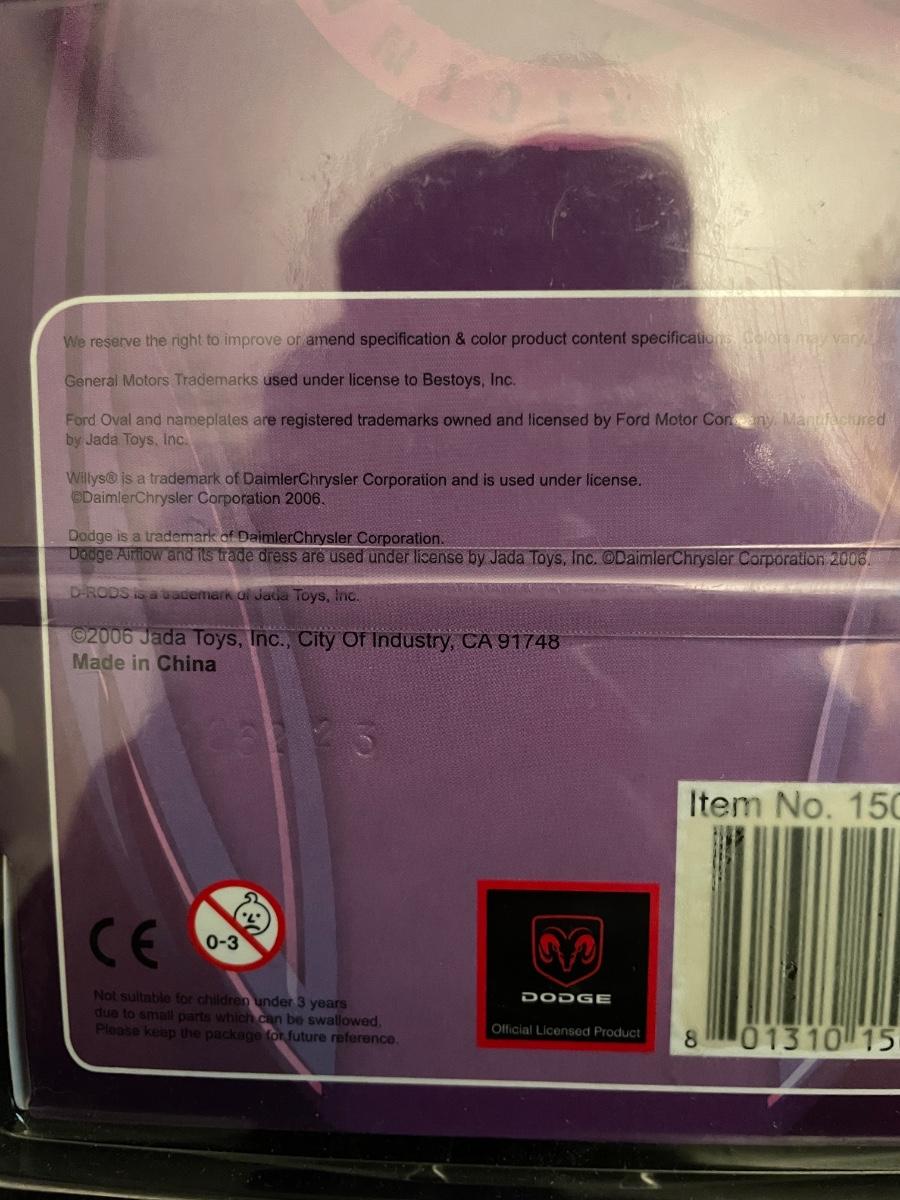 We reserve the right to improve or amend specification & color product content specifications. Colors may vary.
General Motors Trademarks used under license to Bestoys, Inc.
Ford Oval and nameplates are registered trademarks owned and licensed by Ford Motor Company. Manufactured
by Jada Toys, Inc.
Willys® is a trademark of DaimlerChrysler Corporation and is used under license.
©DaimlerChrysler Corporation 2006.
Dodge is a trademark of DaimlerChrysler Corporation.
Dodge Airflow and its trade dress are used under license by Jada Toys, Inc. ©DaimlerChrysler Corporation 2006.
D-RODS is a trademark of Jada Toys, Inc.
©2006 Jada Toys, Inc., City Of Industry, CA 91748
Made in China
Item No. 150
8 01310 15
CE
0-3
DODGE
Official Licensed Product
Not suitable for children under 3 years
due to small parts which can be swallowed.
Please keep the package for future reference.